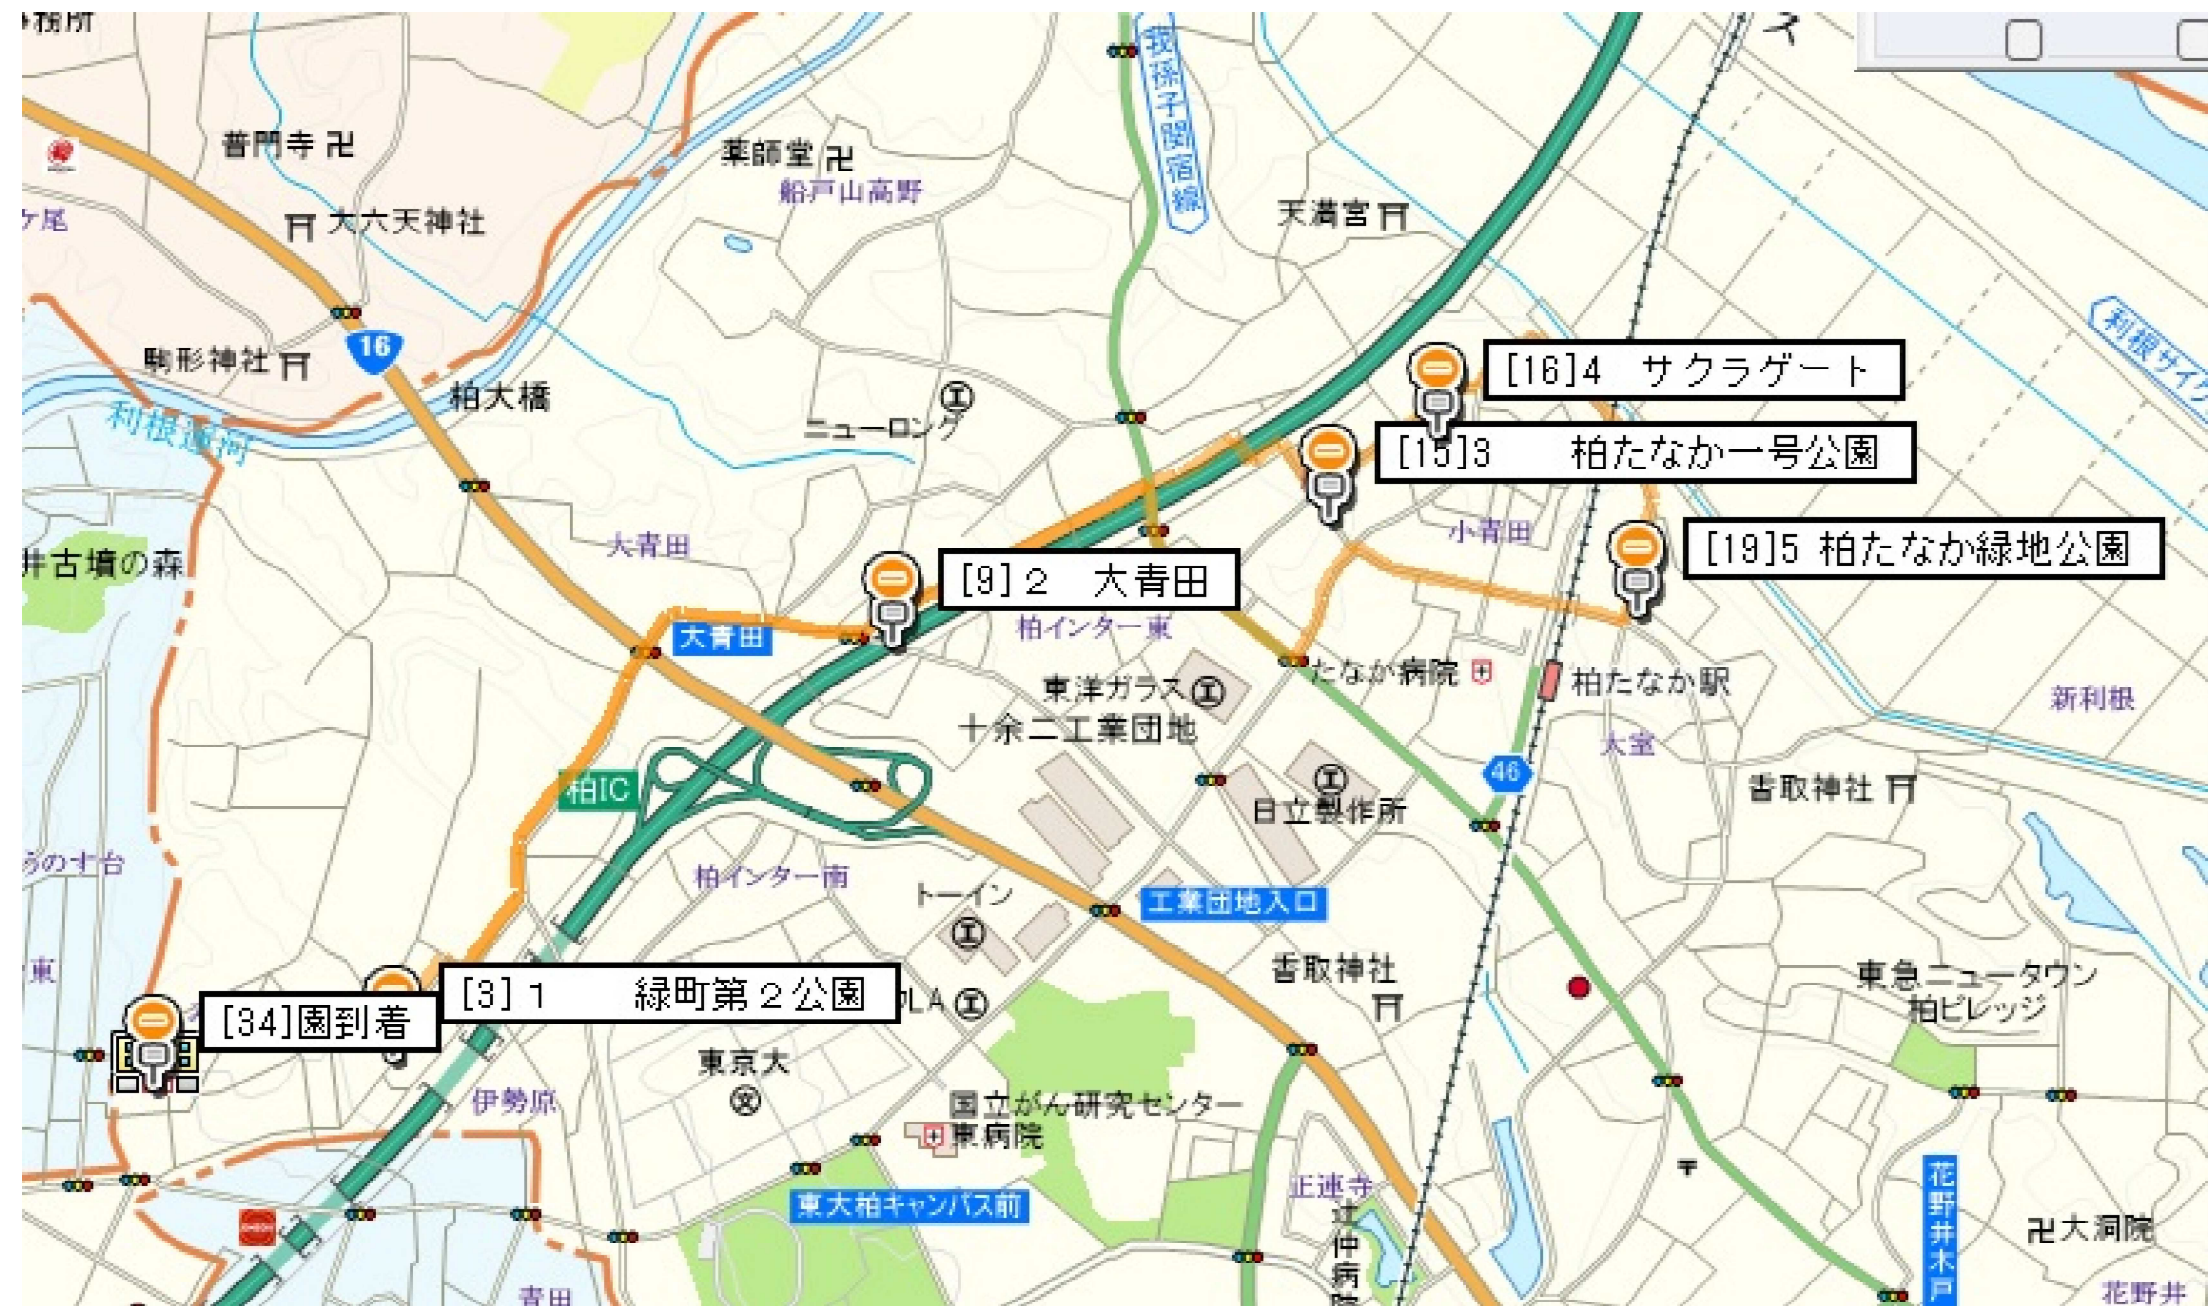 務所
ス
我孫子関宿線
普門寺
薬師堂
船戸山高野
ケ尾
大六天神社
天満宮
16
駒形神社
柏大橋
利根運河
ニューロング
[16]4 サクラゲート
[15]3 柏たなか一号公園
大青田
小青田
[19]5 柏たなか緑地公園
井古墳の森
[9]2 大青田
柏インター東
大青田
東洋ガラス
たなか病院
柏たなか駅
新利根
十余二工業団地
大室
46
柏IC
香取神社
日立製作所
うのす台
柏インター南
トーイン
工業団地入口
東
香取神社
東急ニュータウン
柏ビレッジ
[3]1 緑町第2公園
LA
[34]園到着
東京大
伊勢原
国立がん研究センター
東病院
正連寺
辻仲病院
東大柏キャンパス前
花野井木戸
大洞院
青田
花野井